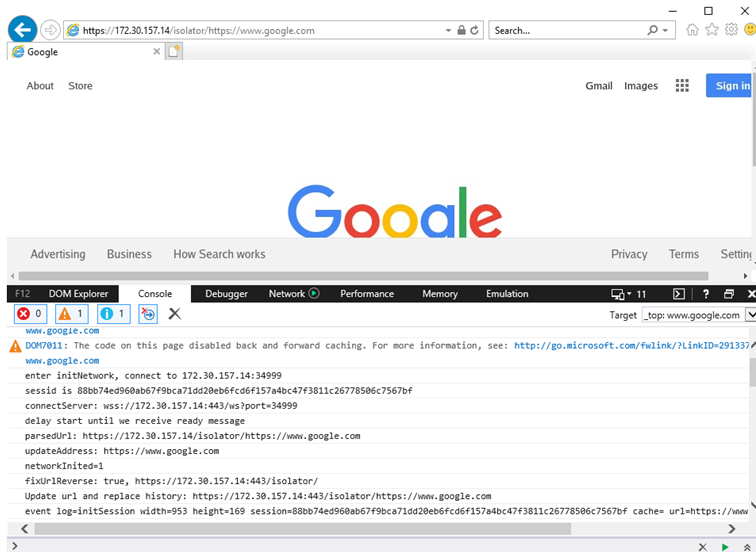 https://172.30.157.14/isolator/https://www.google.com
Search...
Google
About Store
Gmail Images
Sign in
Google
Advertising Business How Search works
Privacy Terms Settin
F12 DOM Explorer Console Debugger Network Performance Memory Emulation 11 ?
0 1 1
Target _top: www.google.com
www.google.com
DOM7011: The code on this page disabled back and forward caching. For more information, see: http://go.microsoft.com/fwlink/?LinkID=291337
www.google.com
enter initNetwork, connect to 172.30.157.14:34999
sessid is 88bb74ed960ab67f9bca71dd20eb6fcd6f157a4bc47f3811c26778506c7567bf
connectServer: wss://172.30.157.14:443/ws?port=34999
delay start until we receive ready message
parsedUrl: https://172.30.157.14/isolator/https://www.google.com
updateAddress: https://www.google.com
networkInited=1
fixUrlReverse: true, https://172.30.157.14:443/isolator/
Update url and replace history: https://172.30.157.14:443/isolator/https://www.google.com
event log=initSession width=953 height=169 session=88bb74ed960ab67f9bca71dd20eb6fcd6f157a4bc47f3811c26778506c7567bf cache= url=https://www